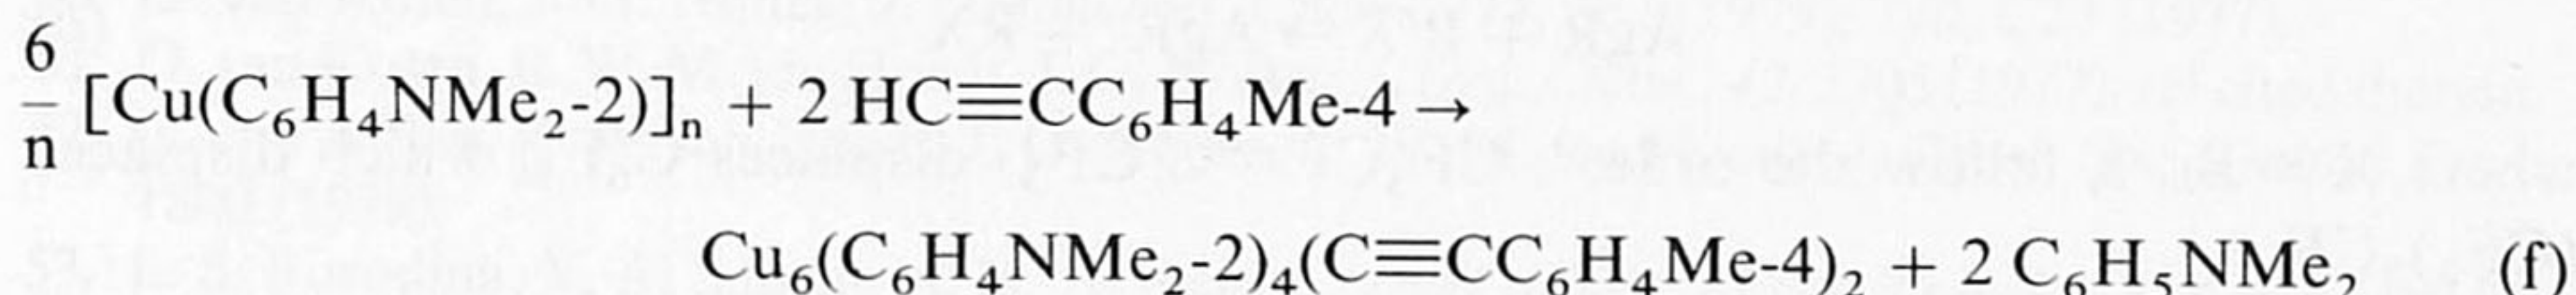 6/n [Cu(C₆H₄NMe₂-2)]ₙ + 2 HC≡CC₆H₄Me-4 →
Cu₆(C₆H₄NMe₂-2)₄(C≡CC₆H₄Me-4)₂ + 2 C₆H₅NMe₂ (f)